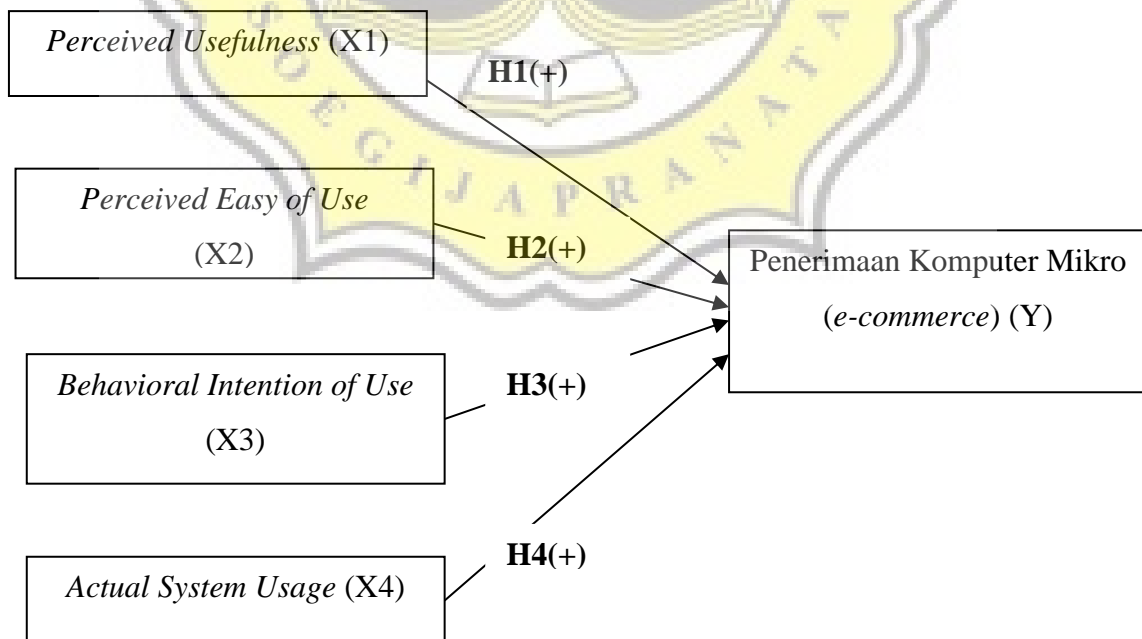 Perceived Usefulness (X1)
H1(+)
SOEGIJAPRANATA
Perceived Easy of Use
(X2)
H2(+)
Penerimaan Komputer Mikro
(e-commerce) (Y)
Behavioral Intention of Use
(X3)
H3(+)
H4(+)
Actual System Usage (X4)